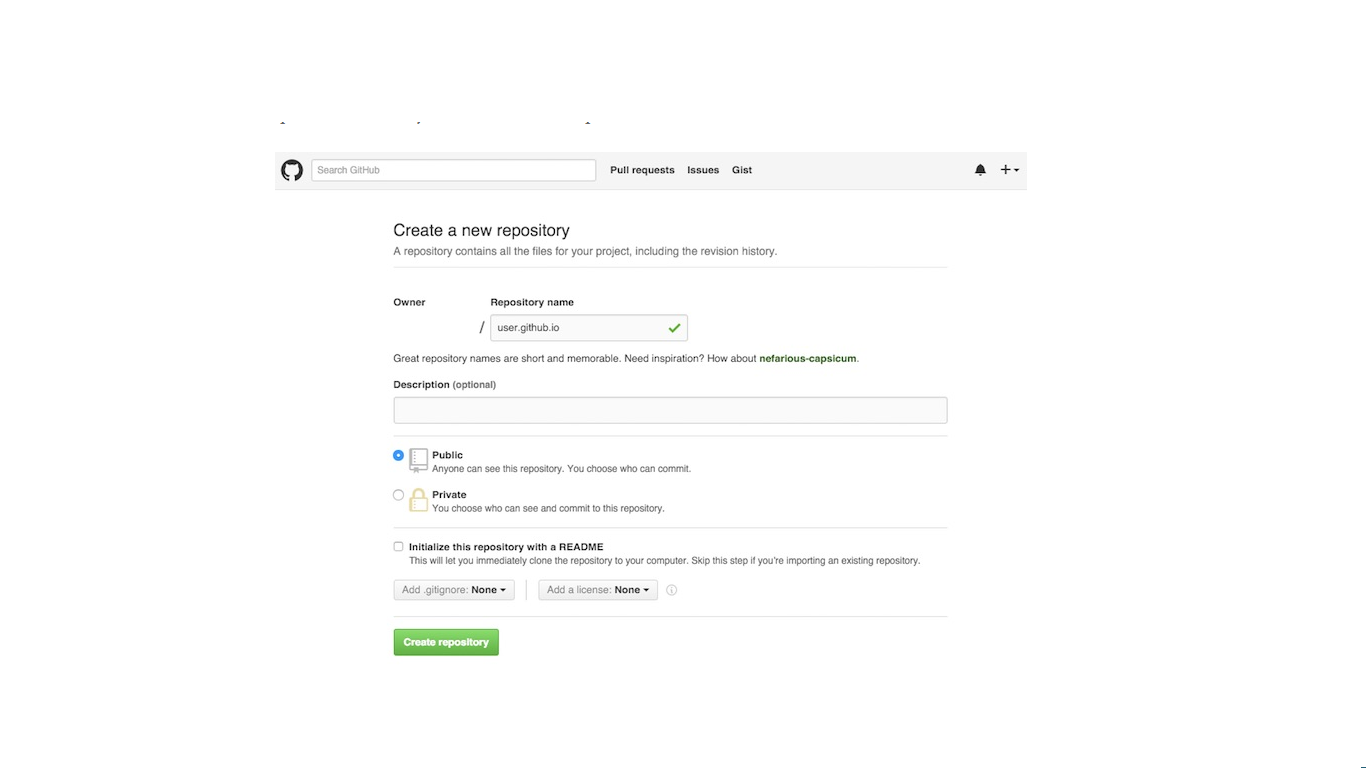 Search GitHub Pull requests Issues Gist
Create a new repository
A repository contains all the files for your project, including the revision history.
Owner Repository name
/ user.github.io
Great repository names are short and memorable. Need inspiration? How about nefarious-capsicum.
Description (optional)
Public
Anyone can see this repository. You choose who can commit.
Private
You choose who can see and commit to this repository.
Initialize this repository with a README
This will let you immediately clone the repository to your computer. Skip this step if you're importing an existing repository.
Add .gitignore: None Add a license: None
Create repository